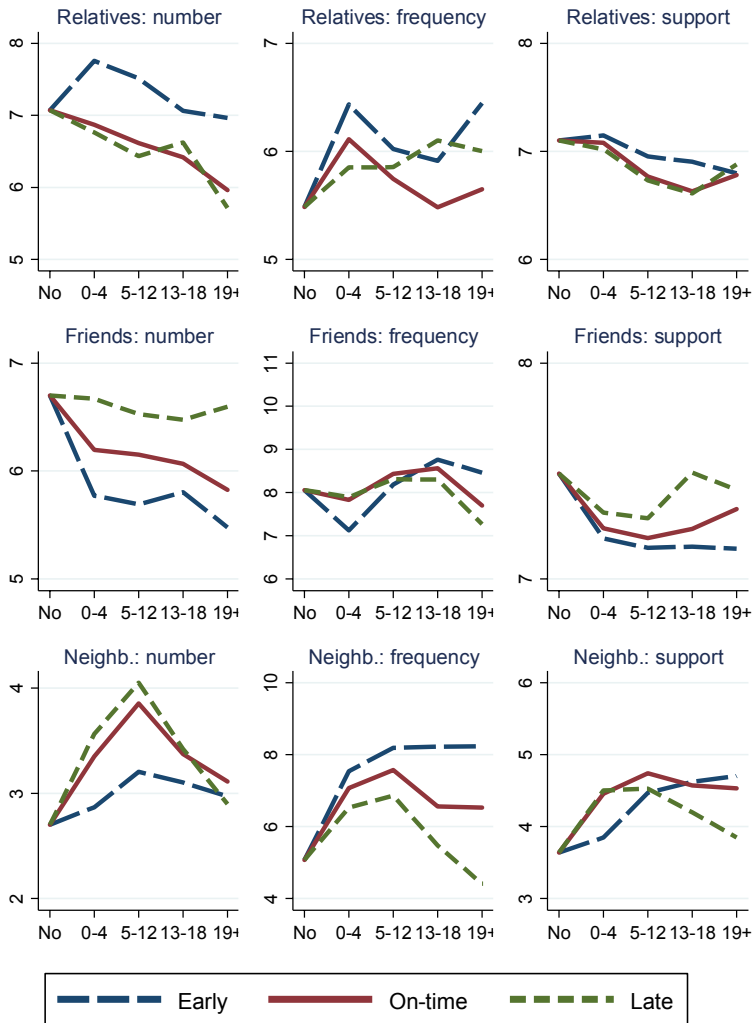 Relatives: number
Relatives: frequency
Relatives: support
8
7
6
5
No 0-4 5-12 13-18 19+
7
6
5
No 0-4 5-12 13-18 19+
8
7
6
No 0-4 5-12 13-18 19+
Friends: number
Friends: frequency
Friends: support
7
6
5
No 0-4 5-12 13-18 19+
11
10
9
8
7
6
No 0-4 5-12 13-18 19+
8
7
No 0-4 5-12 13-18 19+
Neighb.: number
Neighb.: frequency
Neighb.: support
4
3
2
No 0-4 5-12 13-18 19+
10
8
6
4
No 0-4 5-12 13-18 19+
6
5
4
3
No 0-4 5-12 13-18 19+
Early On-time Late